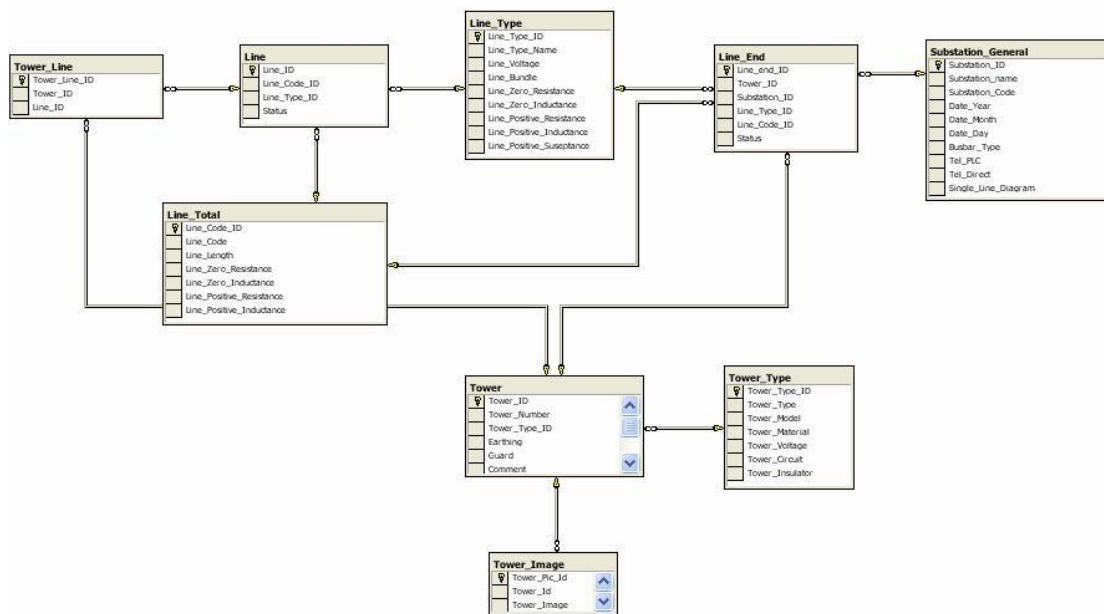 Tower_Line
Tower_Line_ID
Tower_ID
Line_ID
Line
Line_ID
Line_Code_ID
Line_Type_ID
Status
Line_Type
Line_Type_ID
Line_Type_Name
Line_Voltage
Line_Bundle
Line_Zero_Resistance
Line_Zero_Inductance
Line_Positive_Resistance
Line_Positive_Inductance
Line_Positive_Suseptance
Line_End
Line_end_ID
Tower_ID
Substation_ID
Line_Type_ID
Line_Code_ID
Status
Substation_General
Substation_ID
Substation_name
Substation_Code
Date_Year
Date_Month
Date_Day
Busbar_Type
Tel_PLC
Tel_Direct
Single_Line_Diagram
Line_Total
Line_Code_ID
Line_Code
Line_Length
Line_Zero_Resistance
Line_Zero_Inductance
Line_Positive_Resistance
Line_Positive_Inductance
Tower
Tower_ID
Tower_Number
Tower_Type_ID
Earthing
Guard
Comment
Tower_Type
Tower_Type_ID
Tower_Type
Tower_Model
Tower_Material
Tower_Voltage
Tower_Circuit
Tower_Insulator
Tower_Image
Tower_Pic_Id
Tower_Id
Tower_Image